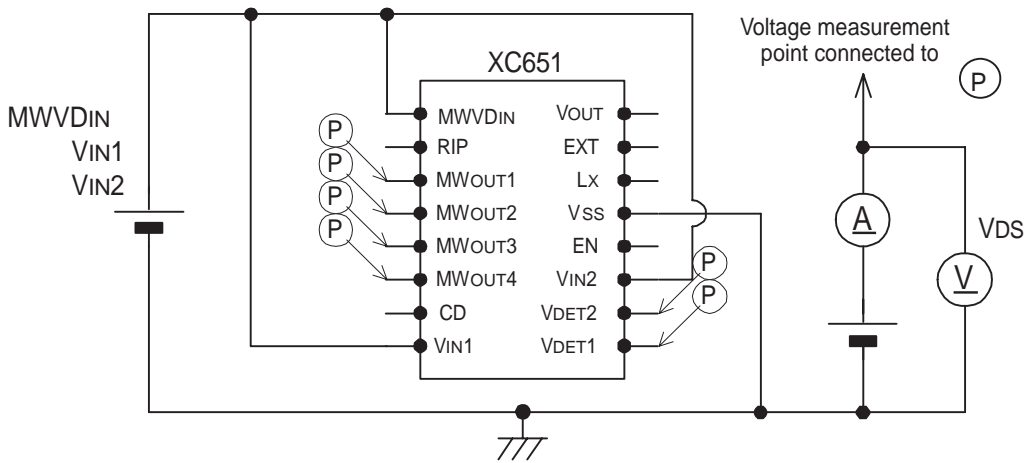 Voltage measurement
point connected to
P
XC651
MWVDIN
VIN1
VIN2
MWVDIN
RIP
MWOUT1
MWOUT2
MWOUT3
MWOUT4
CD
VIN1
P
P
P
P
VOUT
EXT
LX
VSS
EN
VIN2
VDET2
VDET1
P
P
A
V
VDS